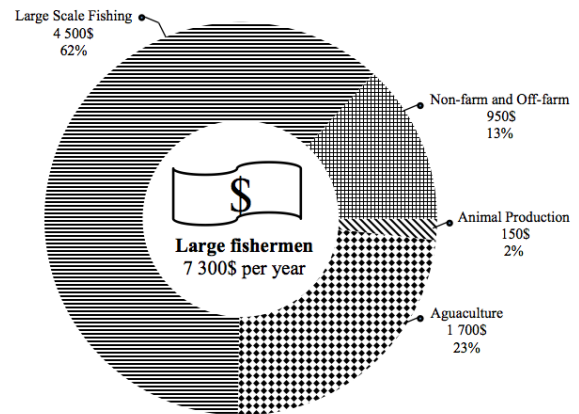 Large Scale Fishing
4 500$
62%
Non-farm and Off-farm
950$
13%
$
Large fishermen
7 300$ per year
Animal Production
150$
2%
Aguaculture
1 700$
23%